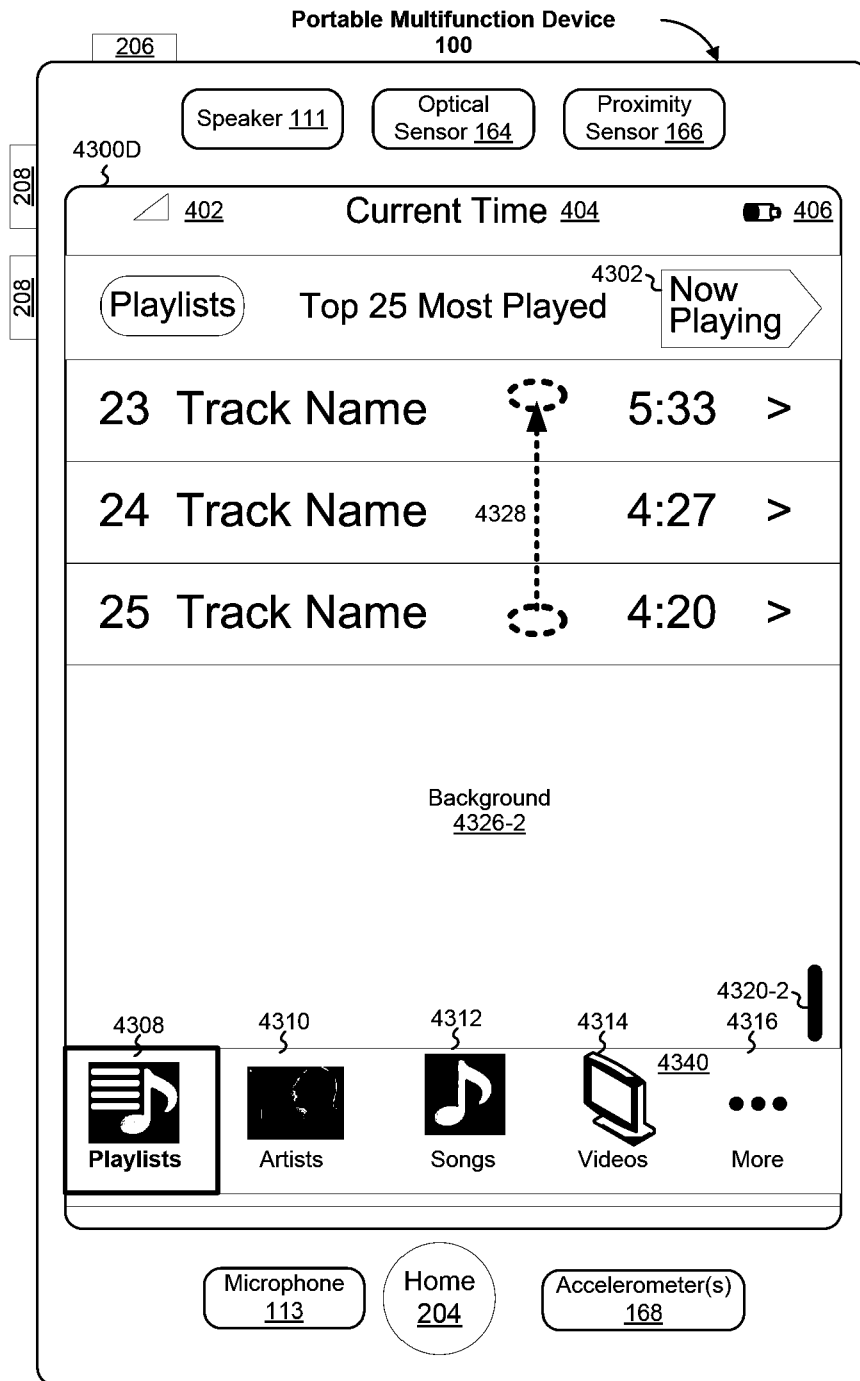 Portable Multifunction Device
100
206
Speaker 111
Optical
Sensor 164
Proximity
Sensor 166
208
208
4300D
402
Current Time 404
406
Playlists
Top 25 Most Played
4302
Now
Playing
23 Track Name 5:33 >
24 Track Name 4328 4:27 >
25 Track Name 4:20 >
Background
4326-2
4320-2
4308 4310 4312 4314 4316
4340
Playlists Artists Songs Videos More
Microphone
113
Home
204
Accelerometer(s)
168